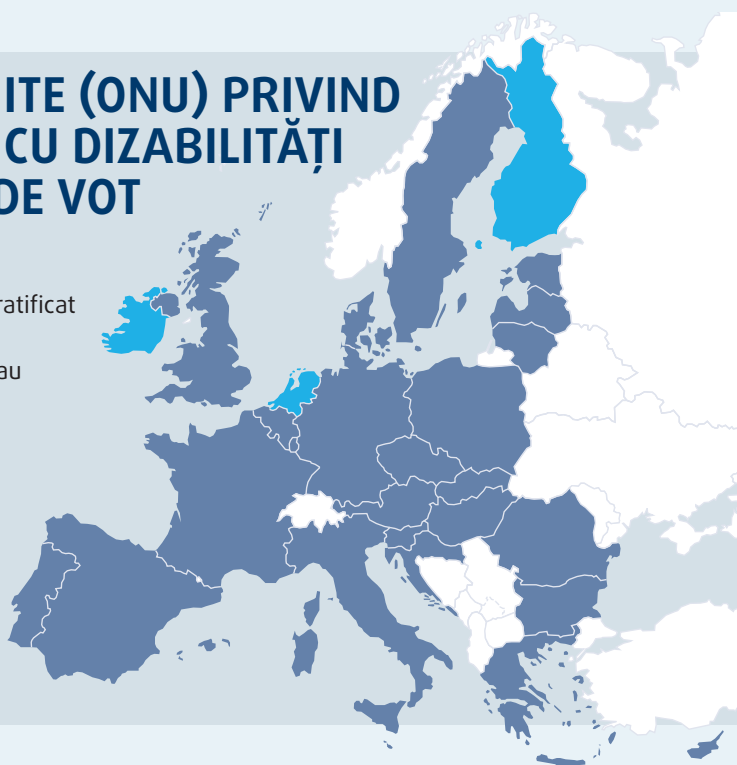 ITE (ONU) PRIVIND
CU DIZABILITĂȚI
DE VOT
ratificat
au